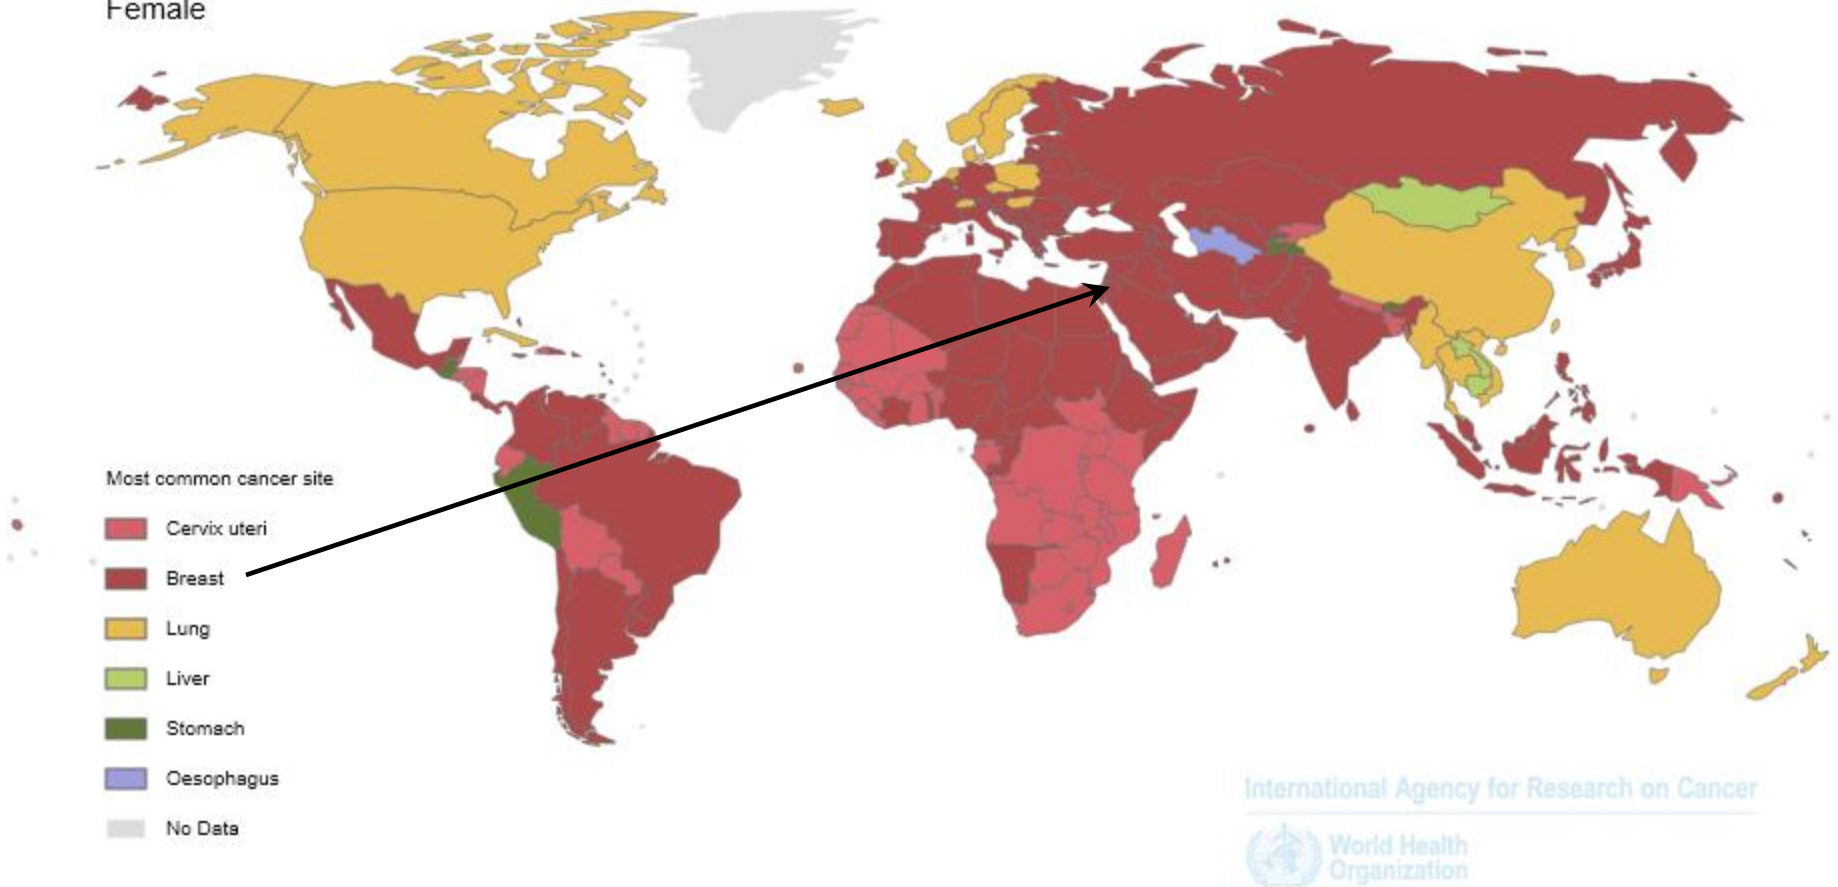 Female
Most common cancer site
Cervix uteri
Breast
Lung
Liver
Stomach
Oesophagus
No Data
International Agency for Research on Cancer
World Health
Organization